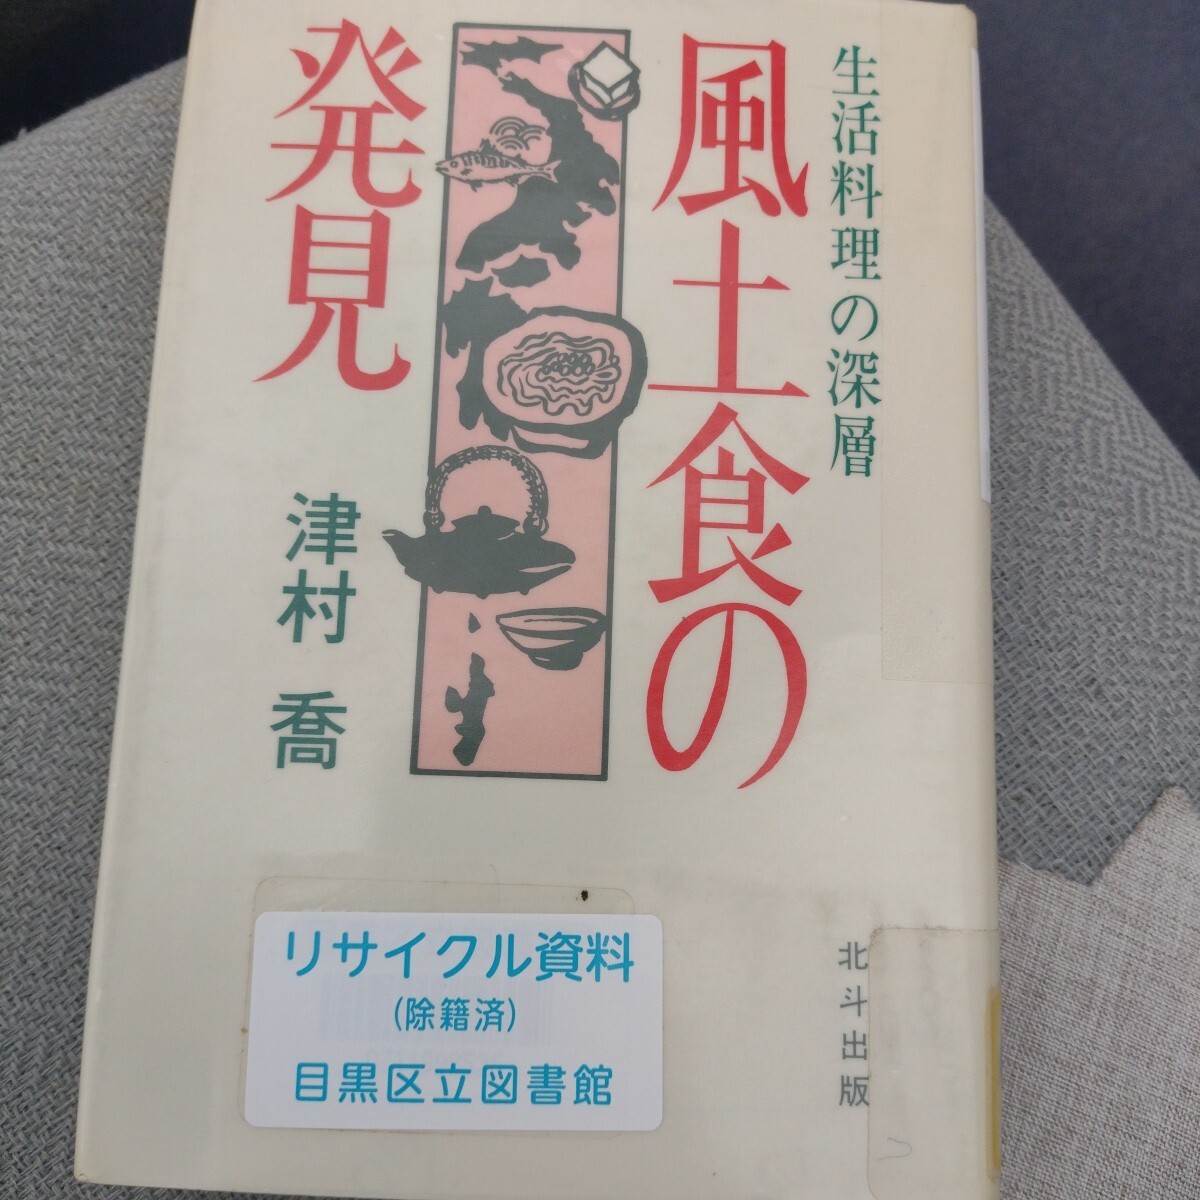 生活料理の深層
風土食の
発見
津村 喬
北斗出版
リサイクル資料
(除籍済)
目黒区立図書館